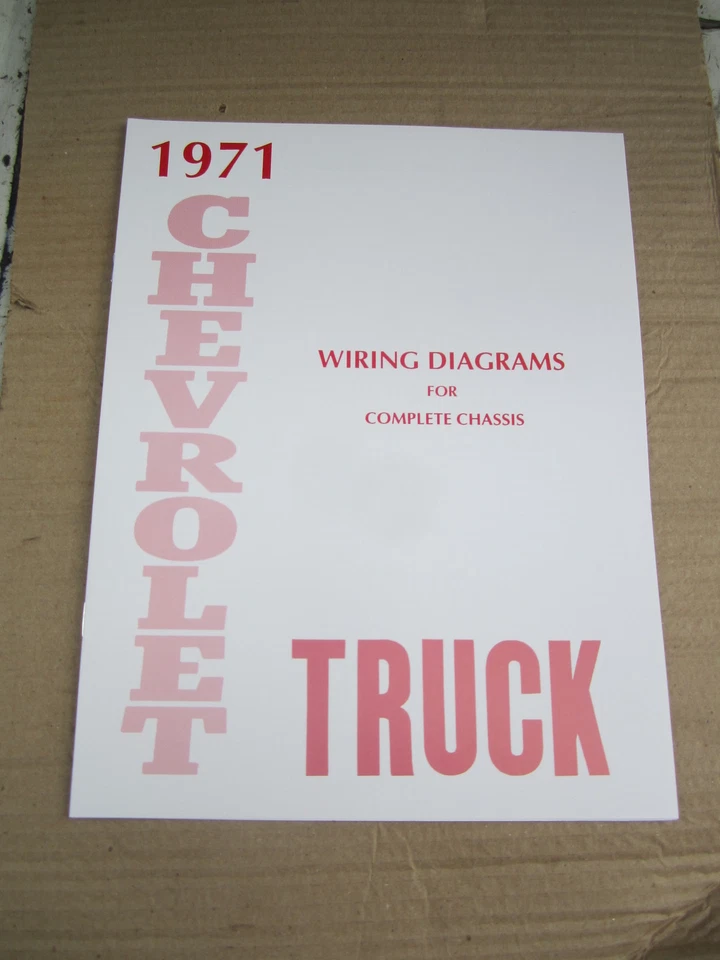 1971
CHEVROLET
WIRING DIAGRAMS
FOR
COMPLETE CHASSIS
TRUCK